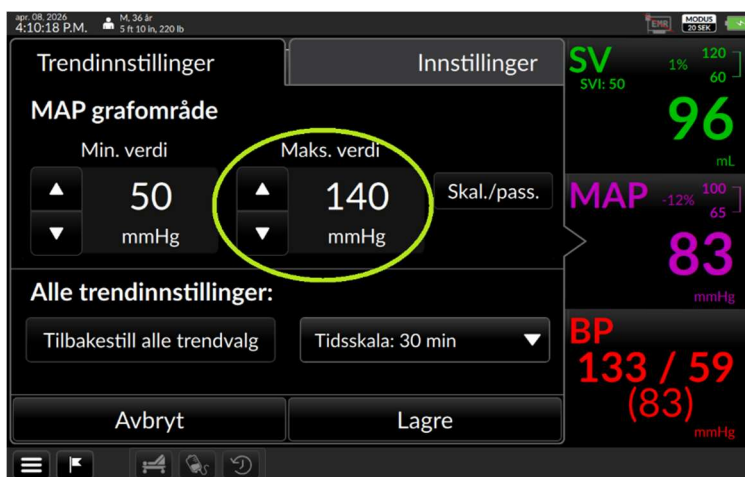 apr. 08, 2026
4:10:18 P.M.
M, 36 år
5 ft 10 in, 220 lb
EMR
MODUS
20 SEK
Trendinnstillinger
Innstillinger
MAP grafområde
Min. verdi
Maks. verdi
50
mmHg
140
mmHg
Skal./pass.
Alle trendinnstillinger:
Tilbakestill alle trendvalg
Tidsskala: 30 min
Avbryt
Lagre
SV
SVI: 50
1%
120
60
96
mL
MAP
-12%
100
65
83
mmHg
BP
133 / 59
(83)
mmHg